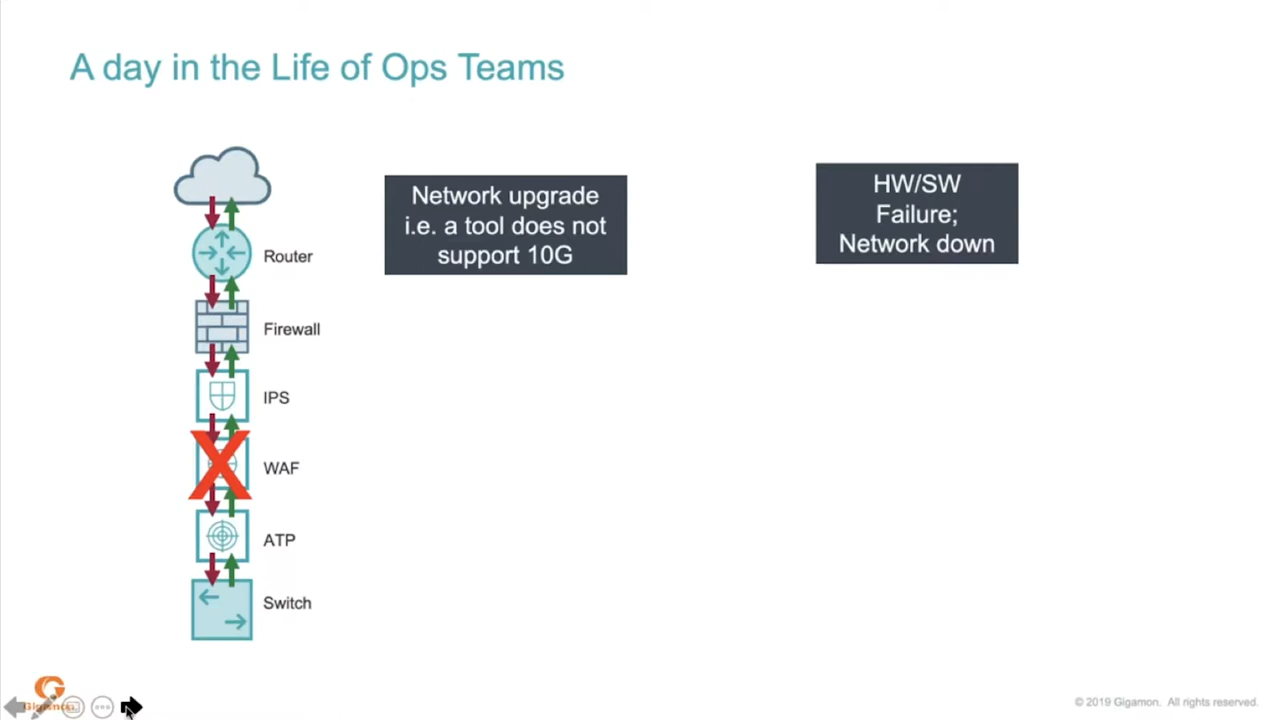 A day in the Life of Ops Teams
Network upgrade
i.e. a tool does not
support 10G
HW/SW
Failure;
Network down
Router
Firewall
IPS
X
WAF
ATP
Switch
Gigamon
© 2019 Gigamon. All rights reserved.